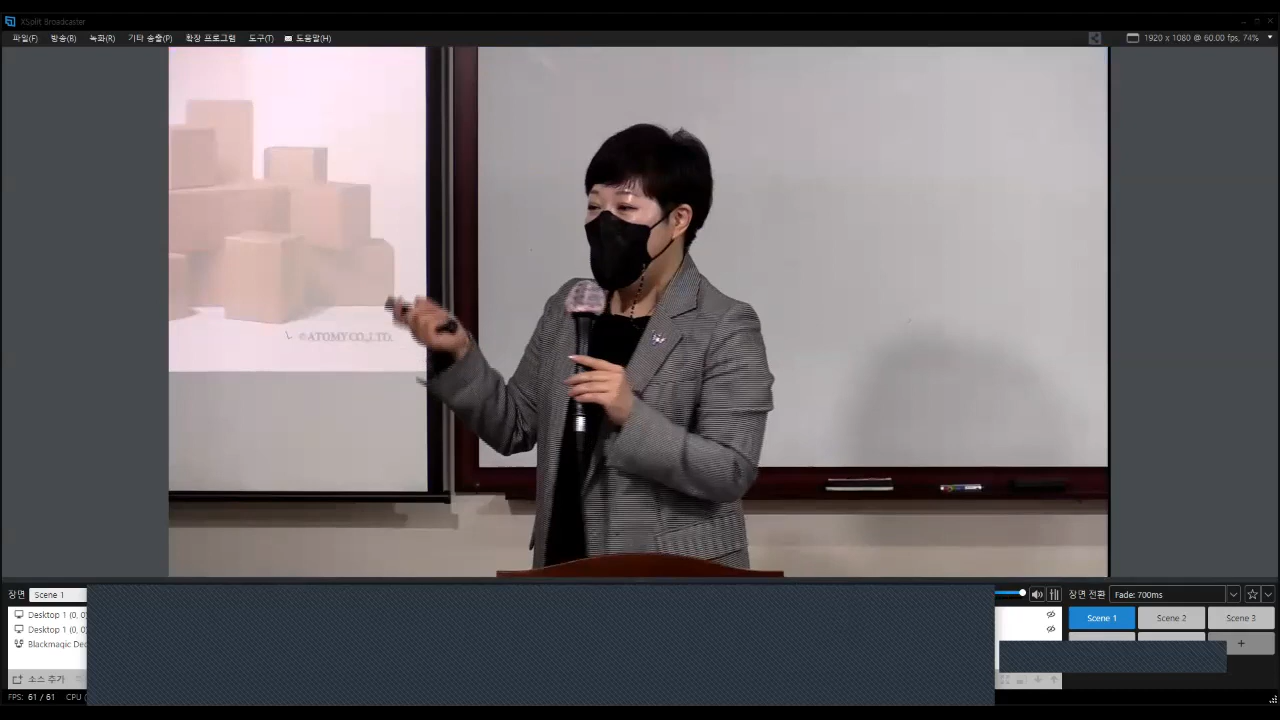 XSplit Broadcaster
파일(F) 방송(B) 녹화(R) 기타 송출(P) 확장 프로그램 도구(T) 도움말(H)
1920 x 1080 @ 60.00 fps, 74%
©ATOMY CO.,LTD.
장면 Scene 1
장면 전환 Fade: 700ms
Desktop 1 (0, 0)
Desktop 1 (0, 0)
Blackmagic De
Scene 1 Scene 2 Scene 3
소스 추가
FPS: 61 / 61 CPU